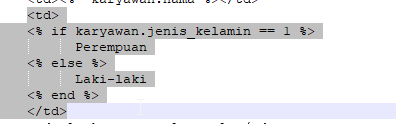 <td>
<% if karyawan.jenis_kelamin == 1 %>
Perempuan
<% else %>
Laki-laki
<% end %>
</td>